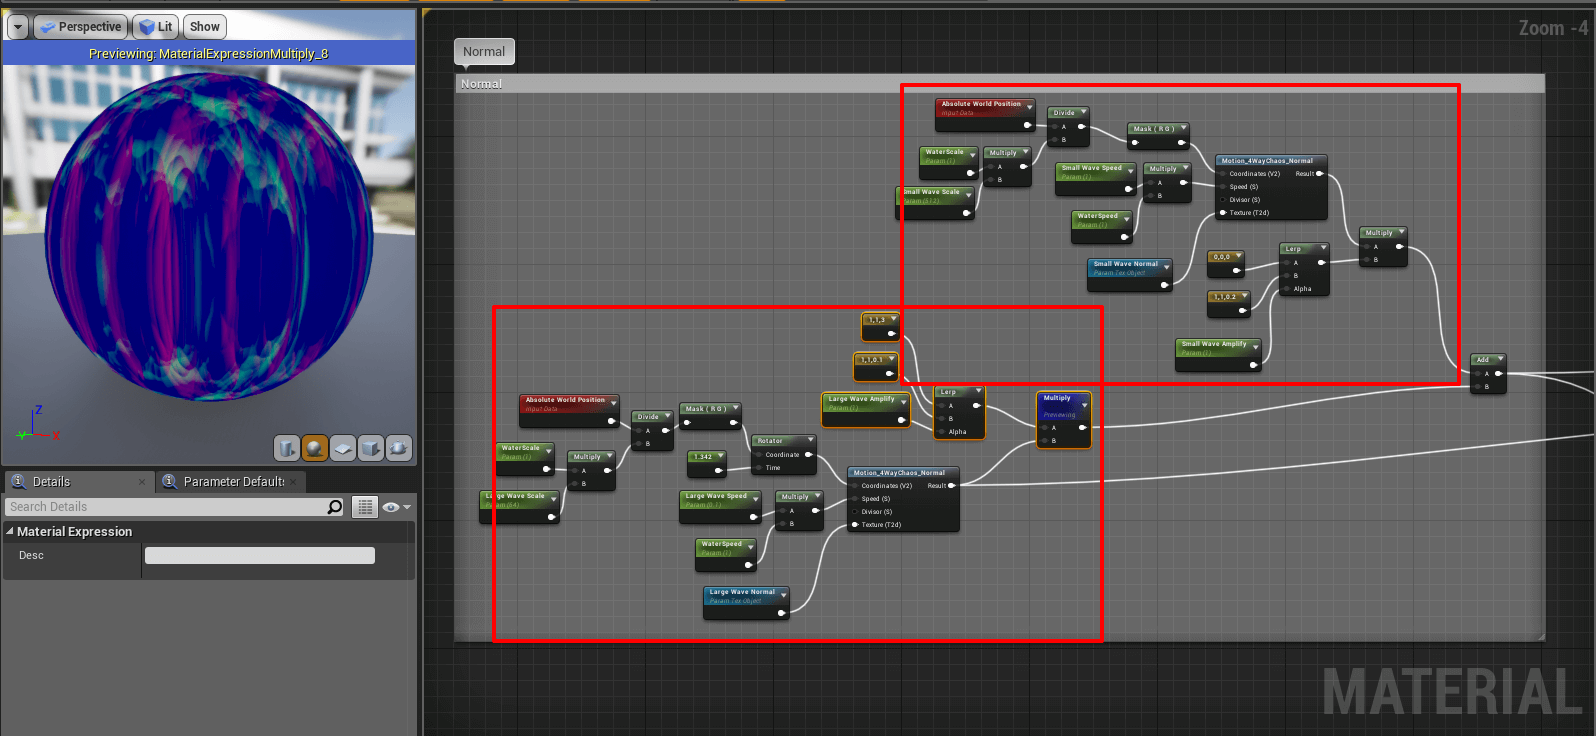 Perspective
Lit
Show
Previewing: MaterialExpressionMultiply_8
Z
Y
X
Details
Parameter Defaults
Search Details
Material Expression
Desc
Zoom -4
Normal
Normal
Absolute World Position
Input Data
Divide
A
B
Mask ( R G )
WaterScale
Param (1)
Multiply
A
B
Small Wave Scale
Param (512)
Small Wave Speed
Param (1)
Multiply
A
B
WaterSpeed
Param (1)
Motion_4WayChaos_Normal
Coordinates (V2) Result
Speed (S)
Divisor (S)
Texture (T2d)
Small Wave Normal
Param Tex Object
0,0,0
1,1,0.2
Lerp
A
B
Alpha
Multiply
A
B
Small Wave Amplify
Param (1)
Add
A
B
1,1,3
1,1,0.1
Large Wave Amplify
Param (1)
Lerp
A
B
Alpha
Multiply
Previewing
A
B
Absolute World Position
Input Data
Divide
A
B
Mask ( R G )
WaterScale
Param (1)
Multiply
A
B
Large Wave Scale
Param (64)
Rotator
Coordinate
Time
1.342
Large Wave Speed
Multiply
A
B
WaterSpeed
Param (1)
Motion_4WayChaos_Normal
Coordinates (V2) Result
Speed (S)
Divisor (S)
Texture (T2d)
Large Wave Normal
Param Tex Object
MATERIAL